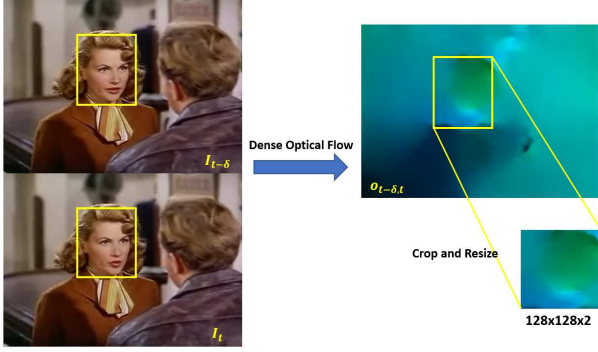 I_{t−δ}
Dense Optical Flow
o_{t−δ,t}
I_t
Crop and Resize
128x128x2